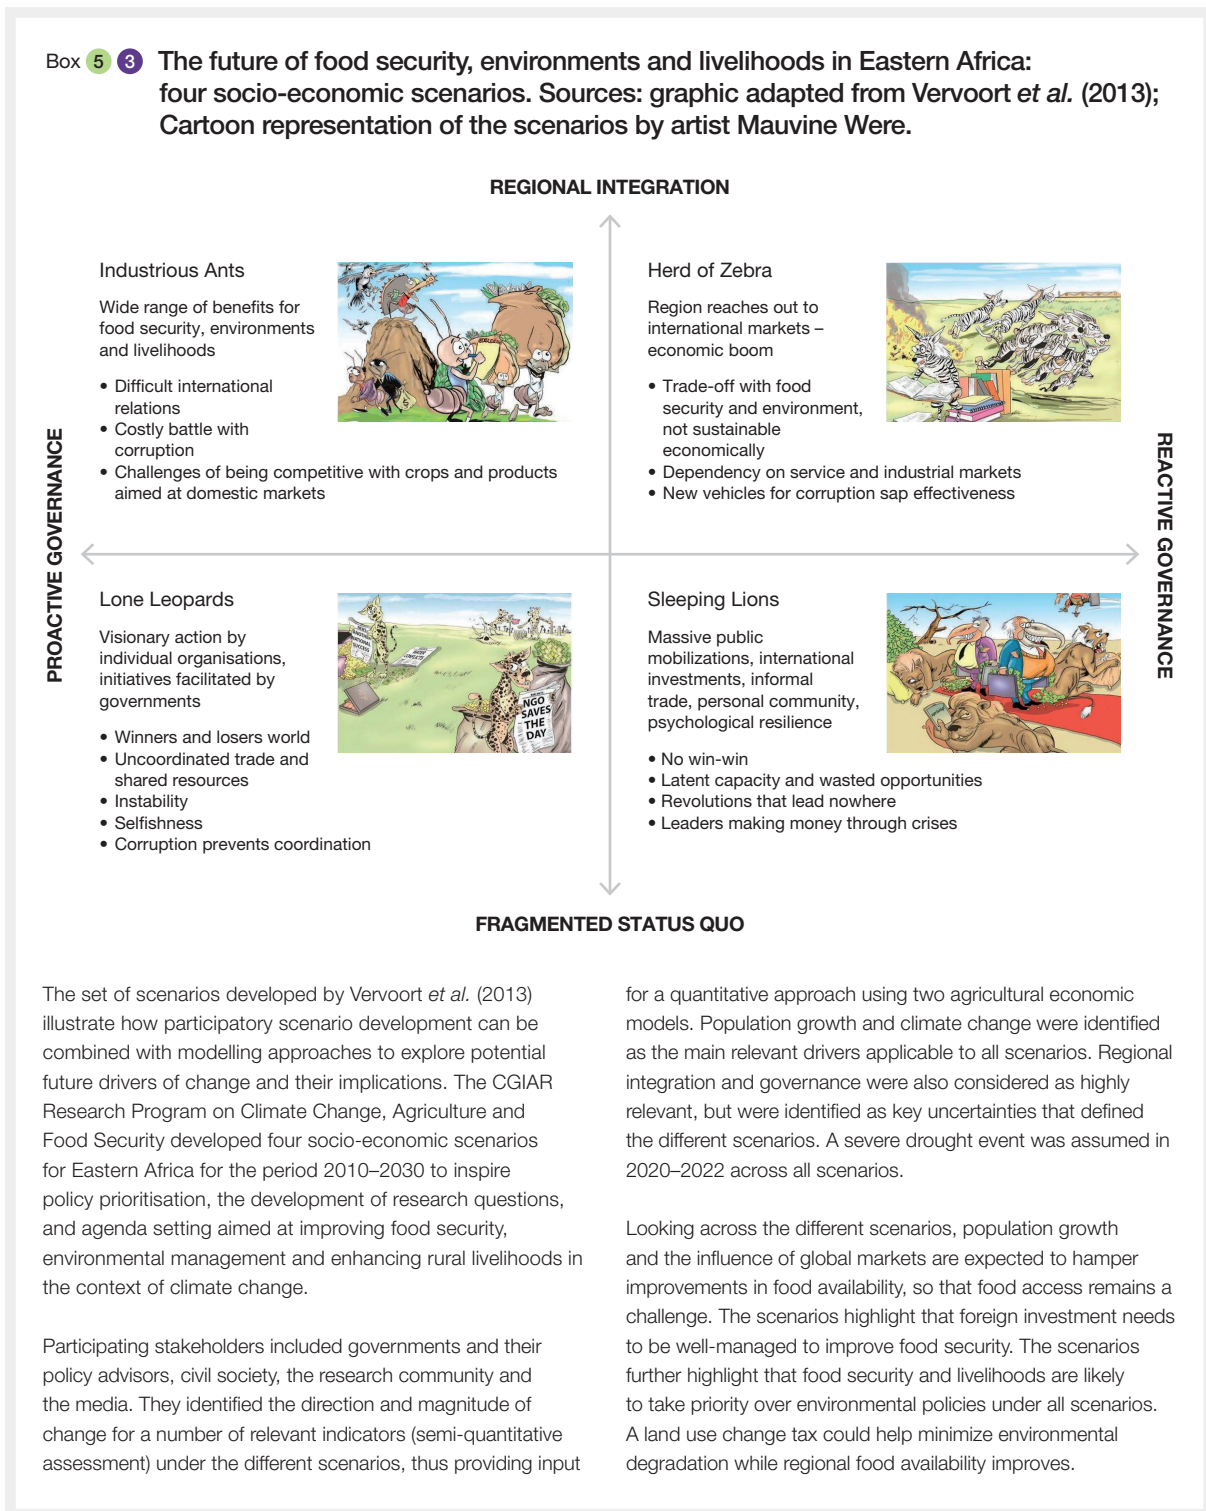 Box 5 3 The future of food security, environments and livelihoods in Eastern Africa:
four socio-economic scenarios. Sources: graphic adapted from Vervoort et al. (2013);
Cartoon representation of the scenarios by artist Mauvine Were.
REGIONAL INTEGRATION
PROACTIVE GOVERNANCE
Industrious Ants
Wide range of benefits for
food security, environments
and livelihoods
• Difficult international
relations
• Costly battle with
corruption
• Challenges of being competitive with crops and products
aimed at domestic markets
Herd of Zebra
Region reaches out to
international markets –
economic boom
• Trade-off with food
security and environment,
not sustainable
economically
• Dependency on service and industrial markets
• New vehicles for corruption sap effectiveness
REACTIVE GOVERNANCE
Lone Leopards
Visionary action by
individual organisations,
initiatives facilitated by
governments
• Winners and losers world
• Uncoordinated trade and
shared resources
• Instability
• Selfishness
• Corruption prevents coordination
NATIONAL
SUCCESS
NGO
SAVES
THE
DAY
Sleeping Lions
Massive public
mobilizations, international
investments, informal
trade, personal community,
psychological resilience
• No win-win
• Latent capacity and wasted opportunities
• Revolutions that lead nowhere
• Leaders making money through crises
FRAGMENTED STATUS QUO
The set of scenarios developed by Vervoort et al. (2013)
illustrate how participatory scenario development can be
combined with modelling approaches to explore potential
future drivers of change and their implications. The CGIAR
Research Program on Climate Change, Agriculture and
Food Security developed four socio-economic scenarios
for Eastern Africa for the period 2010–2030 to inspire
policy prioritisation, the development of research questions,
and agenda setting aimed at improving food security,
environmental management and enhancing rural livelihoods in
the context of climate change.
Participating stakeholders included governments and their
policy advisors, civil society, the research community and
the media. They identified the direction and magnitude of
change for a number of relevant indicators (semi-quantitative
assessment) under the different scenarios, thus providing input
for a quantitative approach using two agricultural economic
models. Population growth and climate change were identified
as the main relevant drivers applicable to all scenarios. Regional
integration and governance were also considered as highly
relevant, but were identified as key uncertainties that defined
the different scenarios. A severe drought event was assumed in
2020–2022 across all scenarios.
Looking across the different scenarios, population growth
and the influence of global markets are expected to hamper
improvements in food availability, so that food access remains a
challenge. The scenarios highlight that foreign investment needs
to be well-managed to improve food security. The scenarios
further highlight that food security and livelihoods are likely
to take priority over environmental policies under all scenarios.
A land use change tax could help minimize environmental
degradation while regional food availability improves.